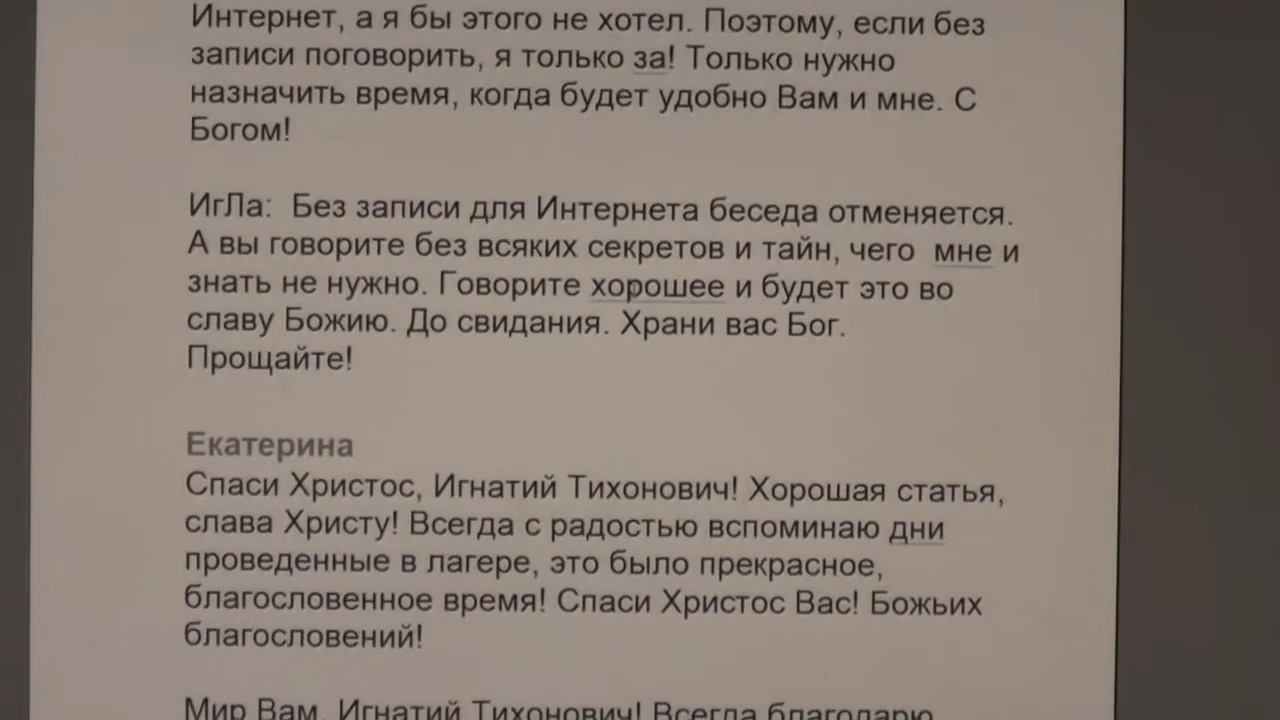 Интернет, а я бы этого не хотел. Поэтому, если без
записи поговорить, я только за! Только нужно
назначить время, когда будет удобно Вам и мне. С
Богом!
ИгЛа: Без записи для Интернета беседа отменяется.
А вы говорите без всяких секретов и тайн, чего мне и
знать не нужно. Говорите хорошее и будет это во
славу Божию. До свидания. Храни вас Бог.
Прощайте!
Екатерина
Спаси Христос, Игнатий Тихонович! Хорошая статья,
слава Христу! Всегда с радостью вспоминаю дни
проведенные в лагере, это было прекрасное,
благословенное время! Спаси Христос Вас! Божьих
благословений!
Мир Вам, Игнатий Тихонович! Всегда благодарю